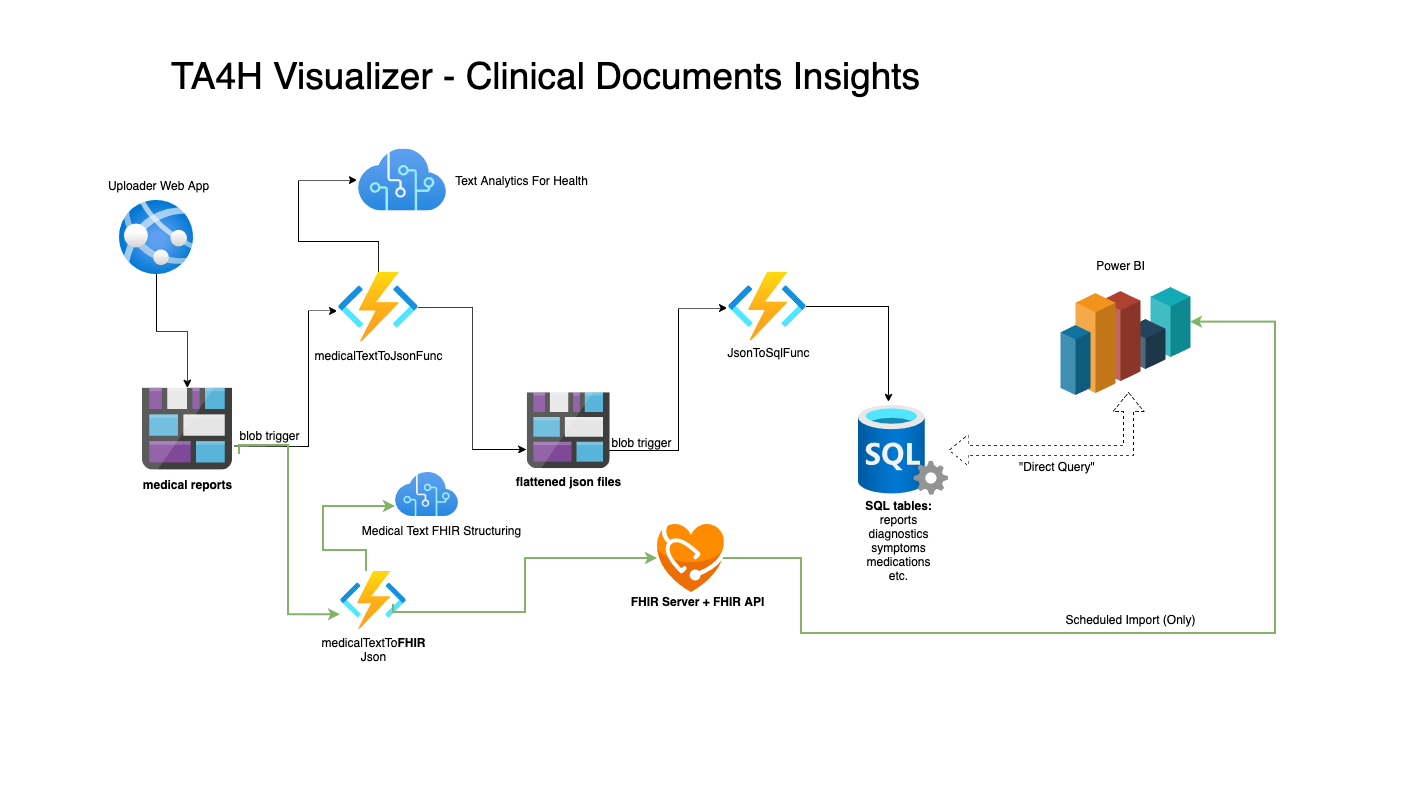 TA4H Visualizer - Clinical Documents Insights
Uploader Web App
Text Analytics For Health
medicalTextToJsonFunc
JsonToSqlFunc
Power BI
blob trigger
medical reports
blob trigger
flattened json files
SQL
"Direct Query"
SQL tables:
reports
diagnostics
symptoms
medications
etc.
Medical Text FHIR Structuring
FHIR Server + FHIR API
medicalTextToFHIR
Json
Scheduled Import (Only)